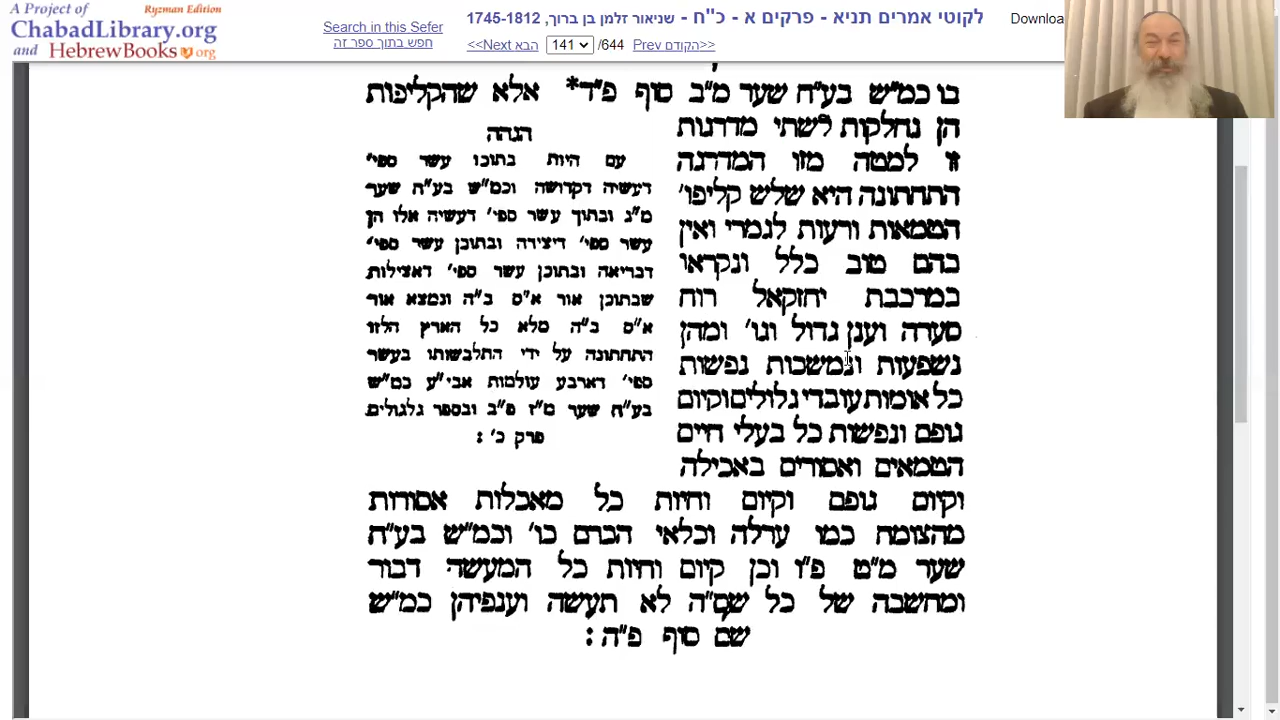 A Project of
Ryzman Edition
ChabadLibrary.org
and HebrewBooks.org
Search in this Sefer
חפש בתוך ספר זה
לקוטי אמרים תניא - פרקים א - כ"ח - שניאור זלמן בן ברוך, 1745-1812
<<Next הבא 141 /644 Prev הקודם>>
Downloa
בו כמ"ש בע"ח שער מ"ב סוף פ"ד* אלא שהקליפות
הן נחלקות לשתי מדרגות
זו למטה מזו המדרגה
התחתונה היא שלש קליפו'
הטמאות ורעות לגמרי ואין
בהם טוב כלל ונקראו
במרכבת יחזקאל רוח
סערה וענן גדול וגו' ומהן
נשפעות ונמשכות נפשות
כל אומות עובדי גלולים וקיום
גופם ונפשות כל בעלי חיים
הטמאים ואסורים באכילה
הגהה
עם היות בתוכו עשר ספי'
דעשיה דקדושה וכמ"ש בע"ח שער
מ"ג ובתוך עשר ספי' דעשיה אלו הן
עשר ספי' דיצירה ובתוכן עשר ספי'
דבריאה ובתוכן עשר ספי' דאצילות
שבתוכן אור א"ס ב"ה ונמצא אור
א"ס ב"ה מלא כל הארץ הלזו
התחתונה על ידי התלבשותו בעשר
ספי' דארבע עולמות אבי"ע כמ"ש
בע"ח שער מ"ז פ"ב ובספר גלגולים
פרק כ' :
וקיום גופם וקיום וחיות כל מאכלות אסורות
מהצומח כמו ערלה וכלאי הכרם כו' וכמ"ש בע"ח
שער מ"ט פ"ו וכן קיום וחיות כל המעשה דבור
ומחשבה של כל שס"ה לא תעשה וענפיהן כמ"ש
שם סוף פ"ה :